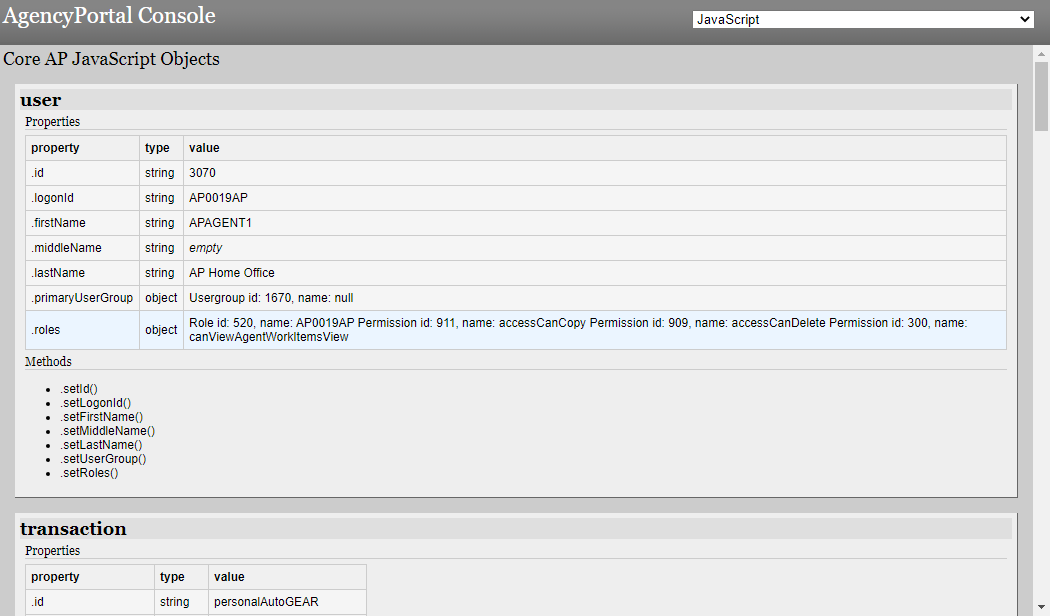 AgencyPortal Console
JavaScript
Core AP JavaScript Objects
user
Properties
property type value
.id string 3070
.logonId string AP0019AP
.firstName string APAGENT1
.middleName string empty
.lastName string AP Home Office
.primaryUserGroup object Usergroup id: 1670, name: null
.roles object Role id: 520, name: AP0019AP Permission id: 911, name: accessCanCopy Permission id: 909, name: accessCanDelete Permission id: 300, name:
canViewAgentWorkItemsView
Methods
.setId()
.setLogonId()
.setFirstName()
.setMiddleName()
.setLastName()
.setUserGroup()
.setRoles()
transaction
Properties
property type value
.id string personalAutoGEAR